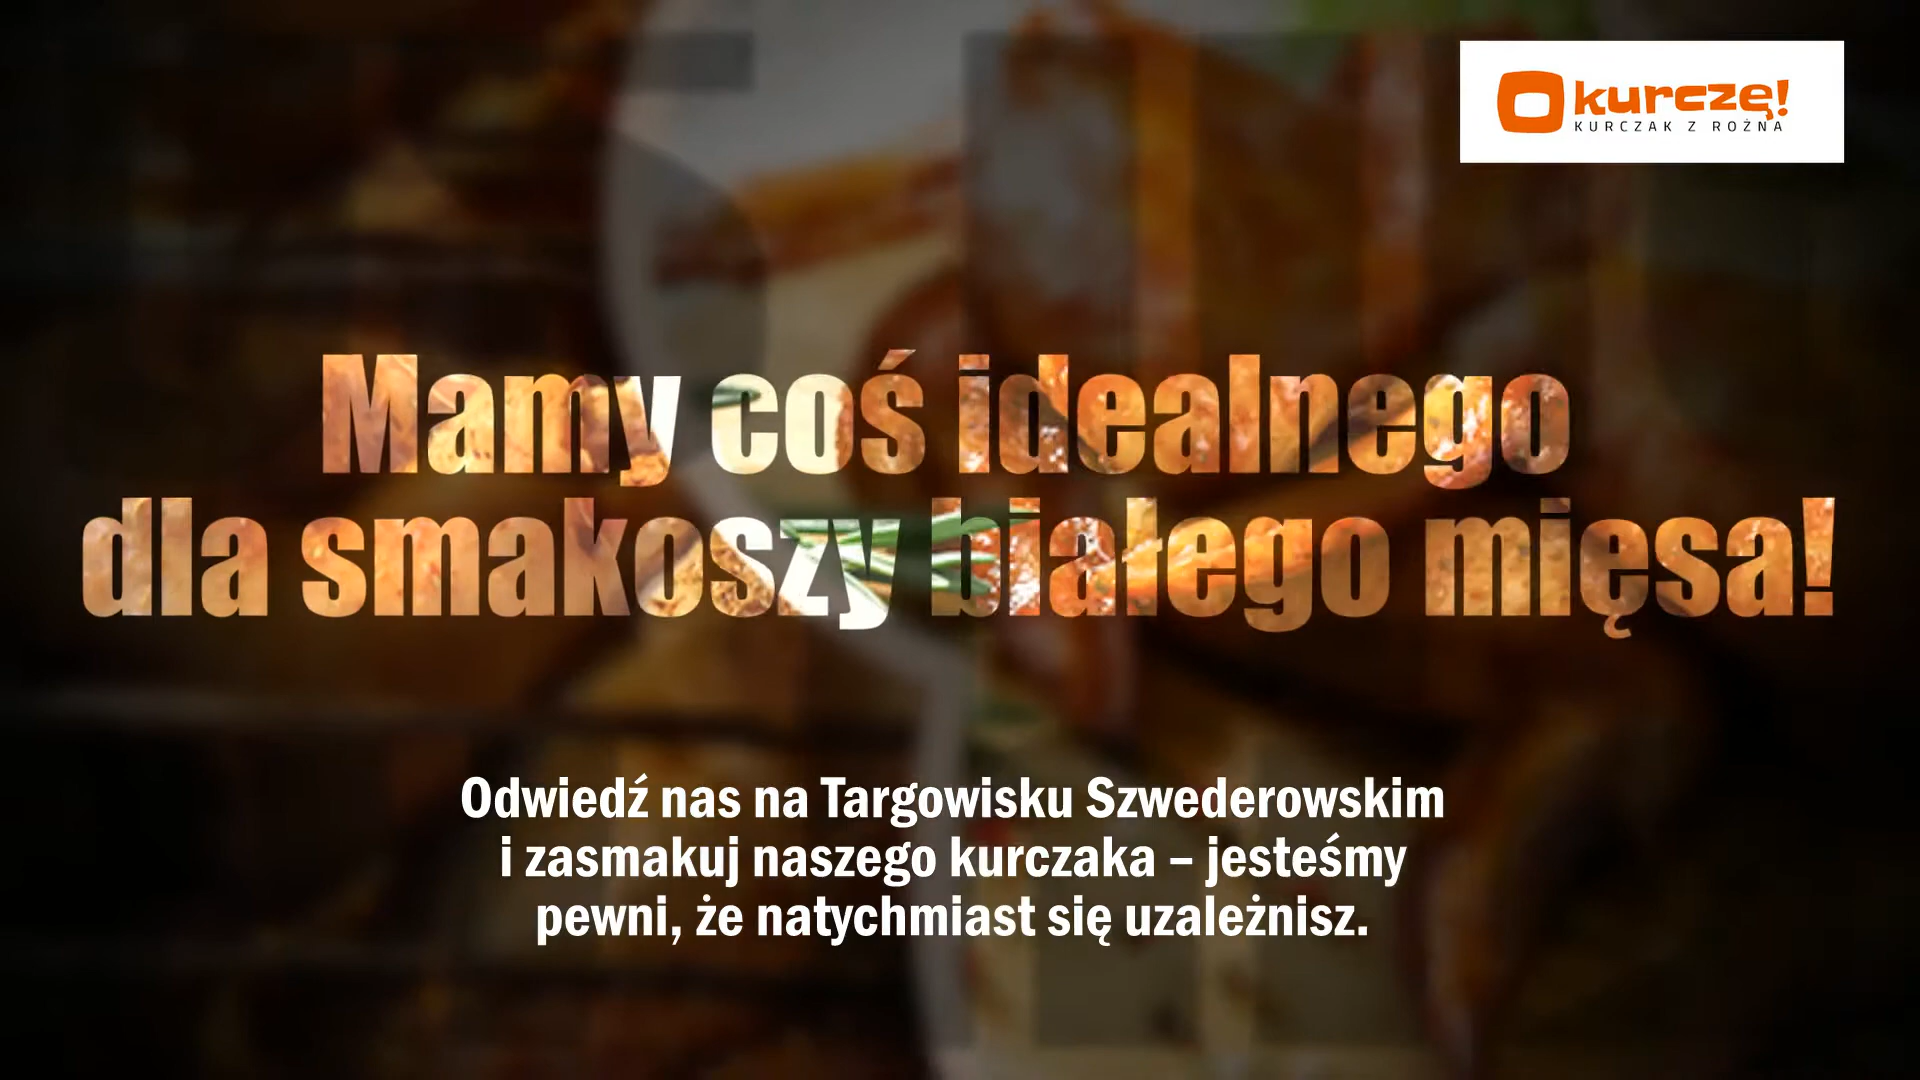 O kurczę!
KURCZAK Z ROŻNA
Mamy coś idealnego
dla smakoszy białego mięsa!
Odwiedź nas na Targowisku Szwederowskim
i zasmakuj naszego kurczaka – jesteśmy
pewni, że natychmiast się uzależnisz.